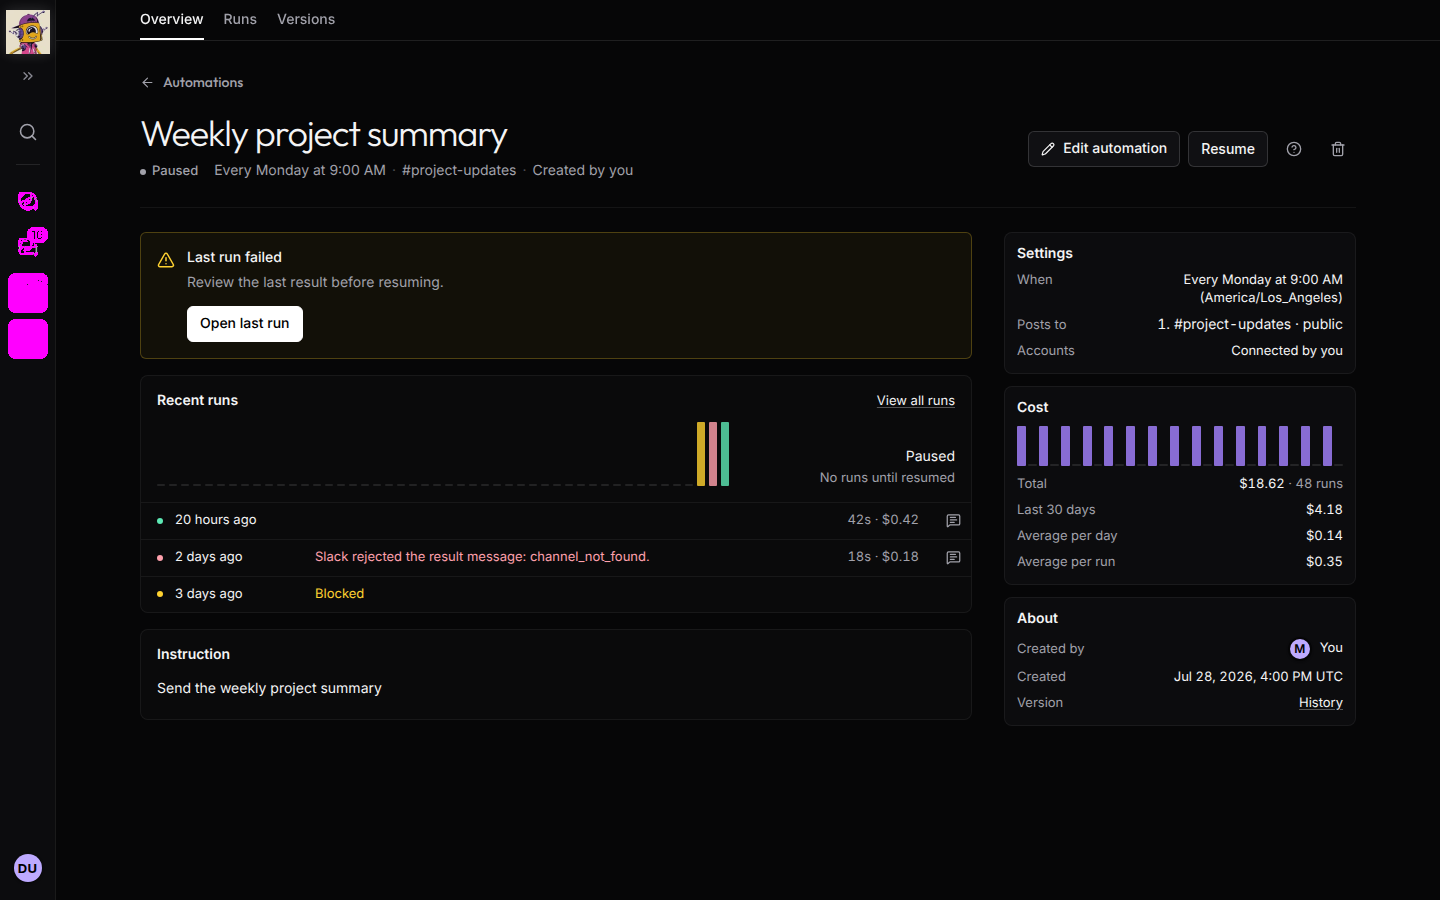 Overview Runs Versions
Automations
Weekly project summary
Paused Every Monday at 9:00 AM · #project-updates · Created by you
Edit automation
Resume
Last run failed
Review the last result before resuming.
Open last run
Recent runs
View all runs
Paused
No runs until resumed
20 hours ago 42s · $0.42
2 days ago Slack rejected the result message: channel_not_found. 18s · $0.18
3 days ago Blocked
Instruction
Send the weekly project summary
Settings
When Every Monday at 9:00 AM
(America/Los_Angeles)
Posts to 1. #project-updates · public
Accounts Connected by you
Cost
Total $18.62 · 48 runs
Last 30 days $4.18
Average per day $0.14
Average per run $0.35
About
Created by M You
Created Jul 28, 2026, 4:00 PM UTC
Version History
DU